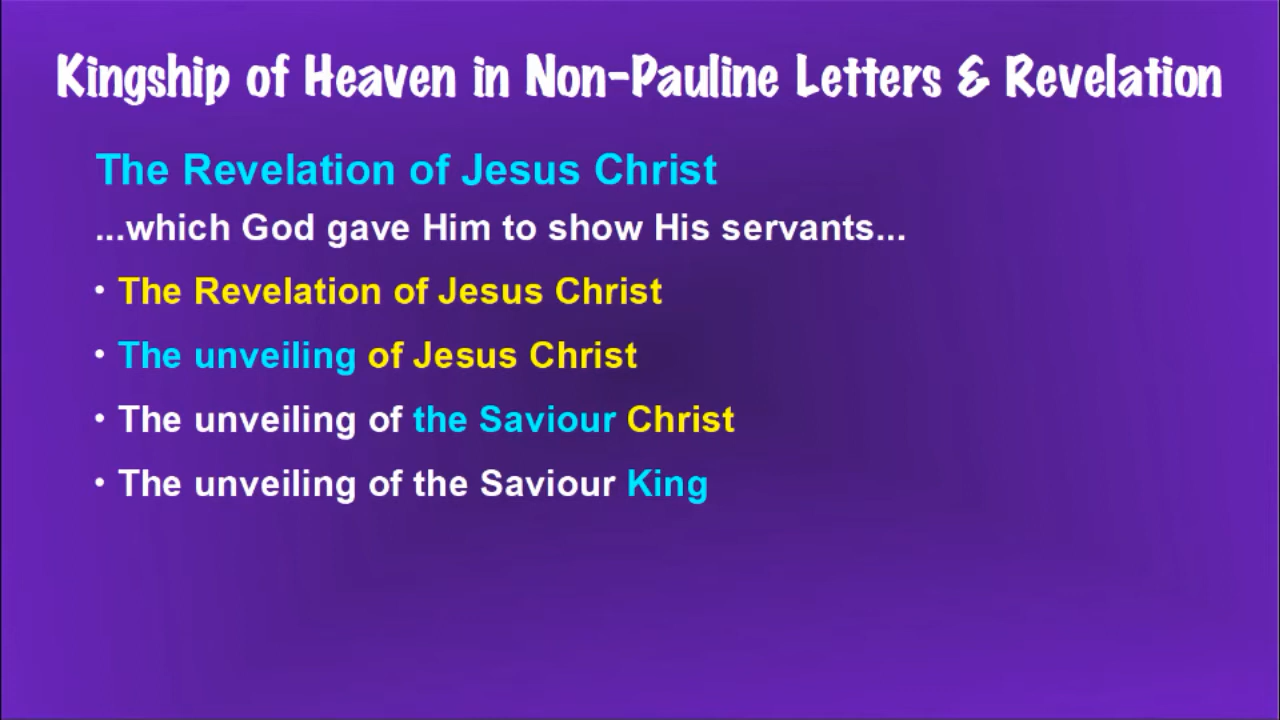 Kingship of Heaven in Non-Pauline Letters & Revelation
The Revelation of Jesus Christ
...which God gave Him to show His servants...
• The Revelation of Jesus Christ
• The unveiling of Jesus Christ
• The unveiling of the Saviour Christ
• The unveiling of the Saviour King